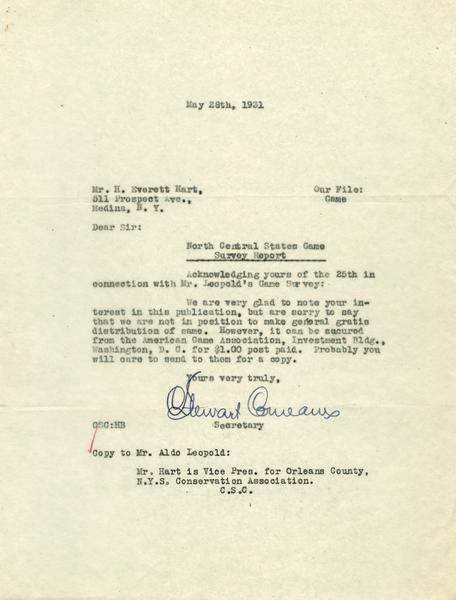 May 28th, 1931
Mr. H. Everett Hart, Our File:
511 Prospect Ave., Game
Medina, N. Y.
Dear Sir:
North Central States Game
Survey Report
Acknowledging yours of the 25th in
connection with Mr. Leopold's Game Survey:
We are very glad to note your in-
terest in this publication, but are sorry to say
that we are not in position to make general gratis
distribution of same. However, it can be secured
from the American Game Association, Investment Bldg.,
Washington, D. C. for $1.00 post paid. Probably you
will care to send to them for a copy.
Yours very truly,
Stewart Comeaux
CSC:HB Secretary
Copy to Mr. Aldo Leopold:
Mr. Hart is Vice Pres. for Orleans County,
N.Y.S. Conservation Association.
C.S.C.